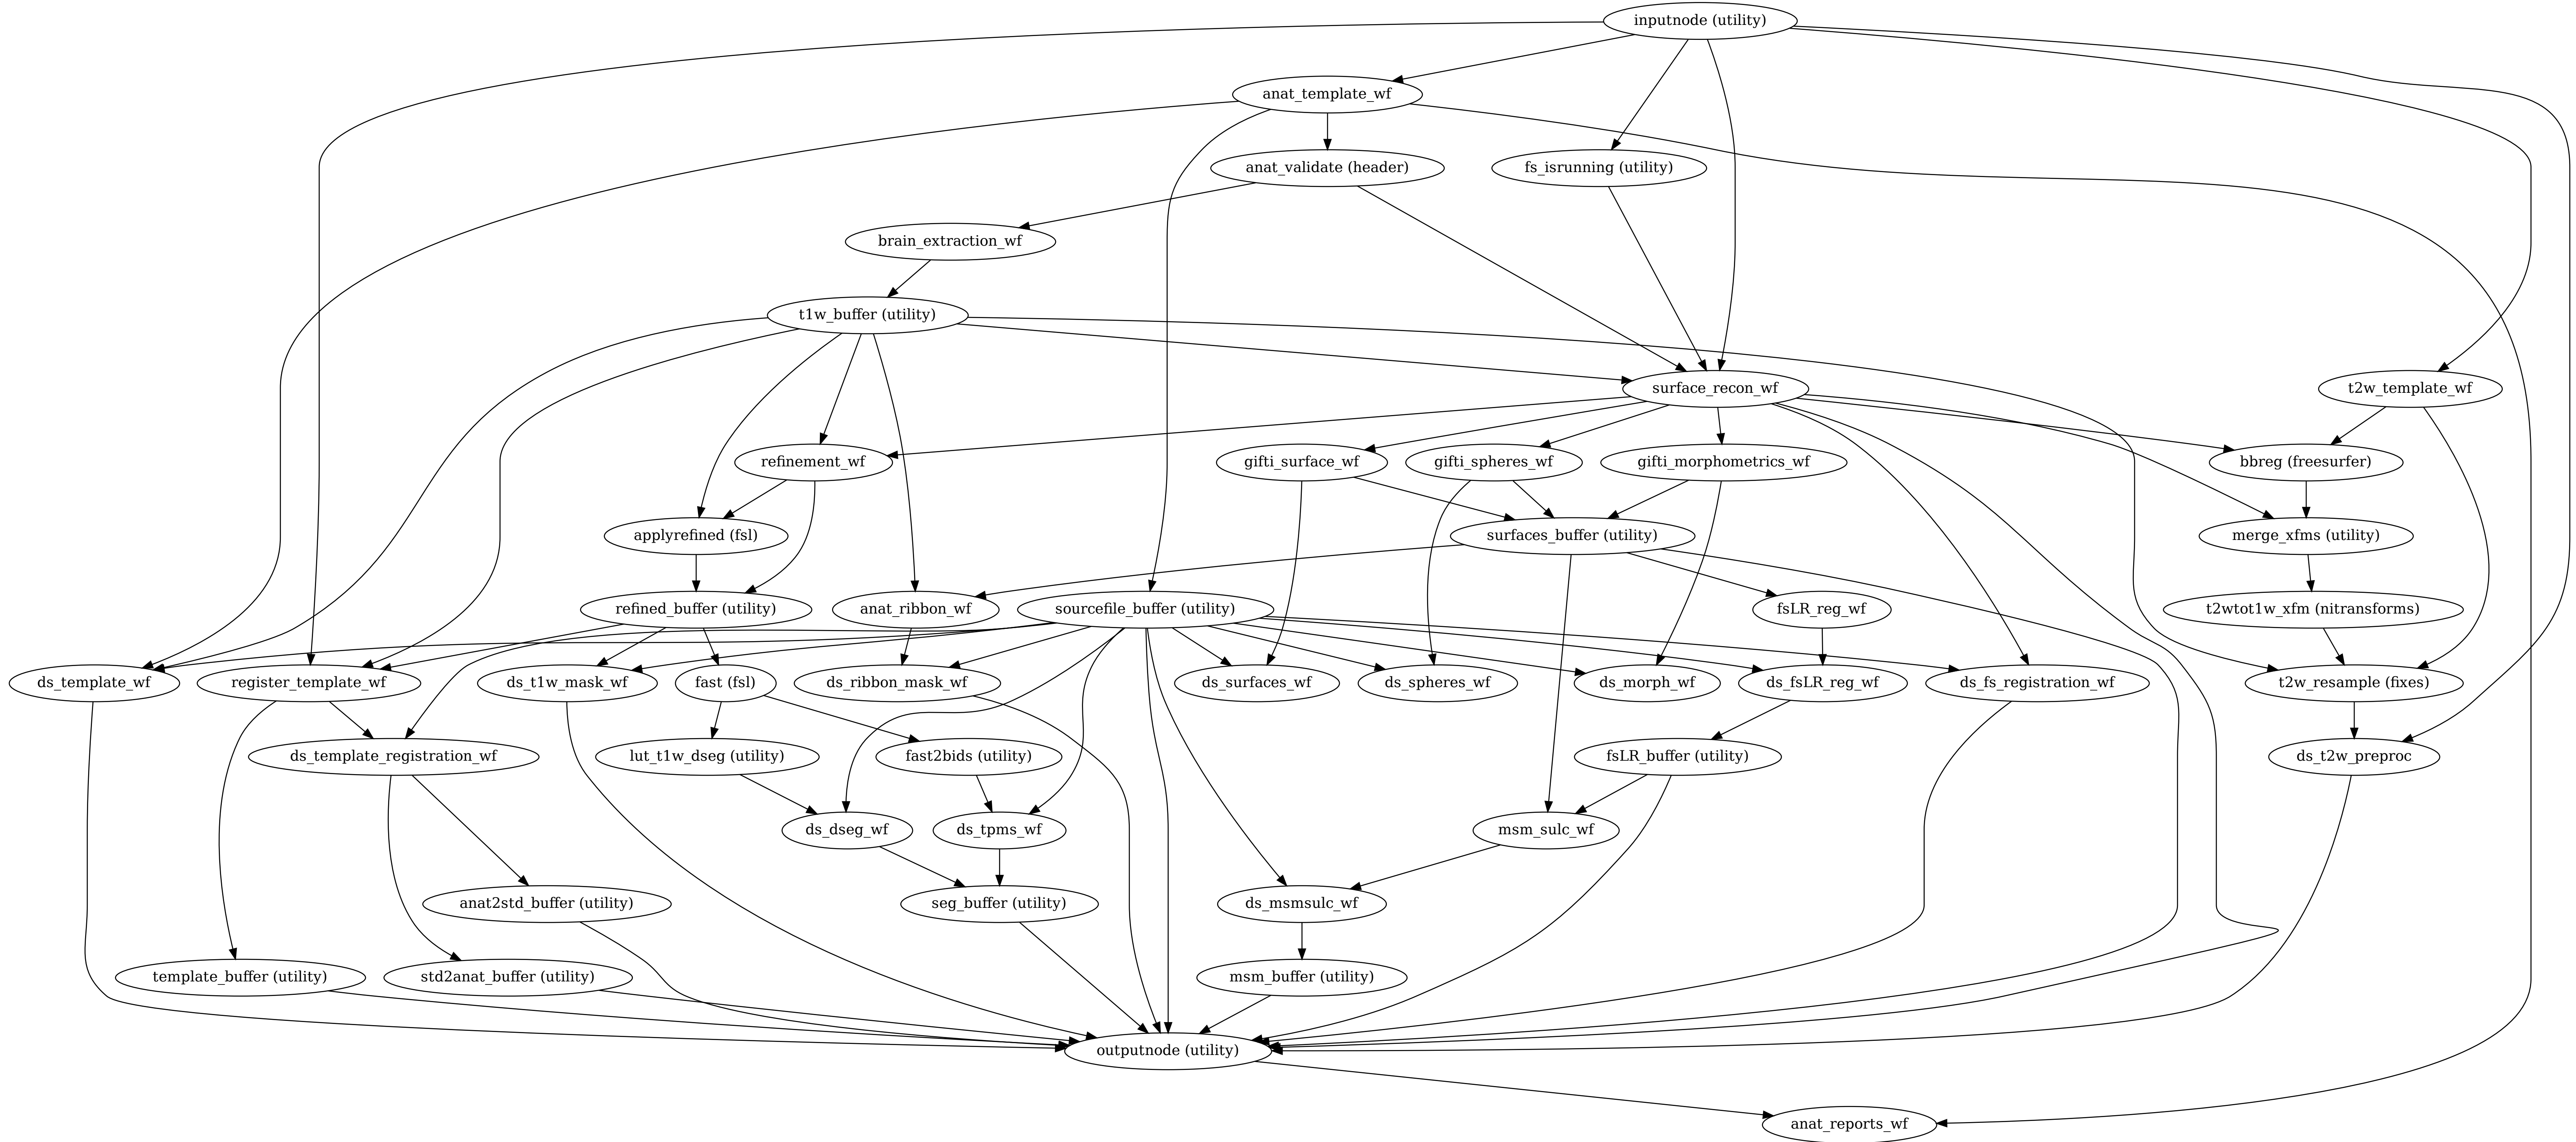 inputnode (utility)
anat_template_wf
anat_validate (header)
fs_isrunning (utility)
brain_extraction_wf
t1w_buffer (utility)
surface_recon_wf
t2w_template_wf
refinement_wf
gifti_surface_wf
gifti_spheres_wf
gifti_morphometrics_wf
bbreg (freesurfer)
applyrefined (fsl)
surfaces_buffer (utility)
merge_xfms (utility)
refined_buffer (utility)
anat_ribbon_wf
sourcefile_buffer (utility)
fsLR_reg_wf
t2wtot1w_xfm (nitransforms)
ds_template_wf
register_template_wf
ds_t1w_mask_wf
fast (fsl)
ds_ribbon_mask_wf
ds_surfaces_wf
ds_spheres_wf
ds_morph_wf
ds_fsLR_reg_wf
ds_fs_registration_wf
t2w_resample (fixes)
ds_template_registration_wf
lut_t1w_dseg (utility)
fast2bids (utility)
fsLR_buffer (utility)
ds_t2w_preproc
ds_dseg_wf
ds_tpms_wf
msm_sulc_wf
anat2std_buffer (utility)
seg_buffer (utility)
ds_msmsulc_wf
template_buffer (utility)
std2anat_buffer (utility)
msm_buffer (utility)
outputnode (utility)
anat_reports_wf